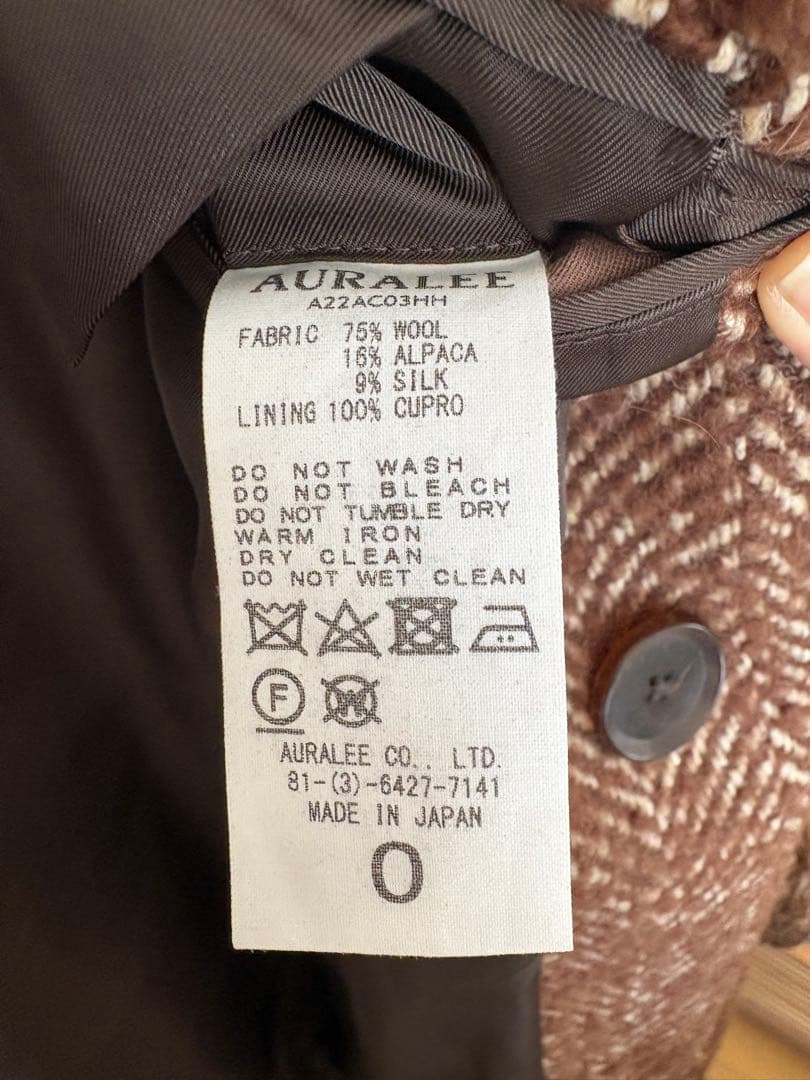 AURALEE
A22AC03HH
FABRIC 75% WOOL
16% ALPACA
9% SILK
LINING 100% CUPRO
DO NOT WASH
DO NOT BLEACH
DO NOT TUMBLE DRY
WARM IRON
DRY CLEAN
DO NOT WET CLEAN
F W
AURALEE CO., LTD.
81-(3)-6427-7141
MADE IN JAPAN
0